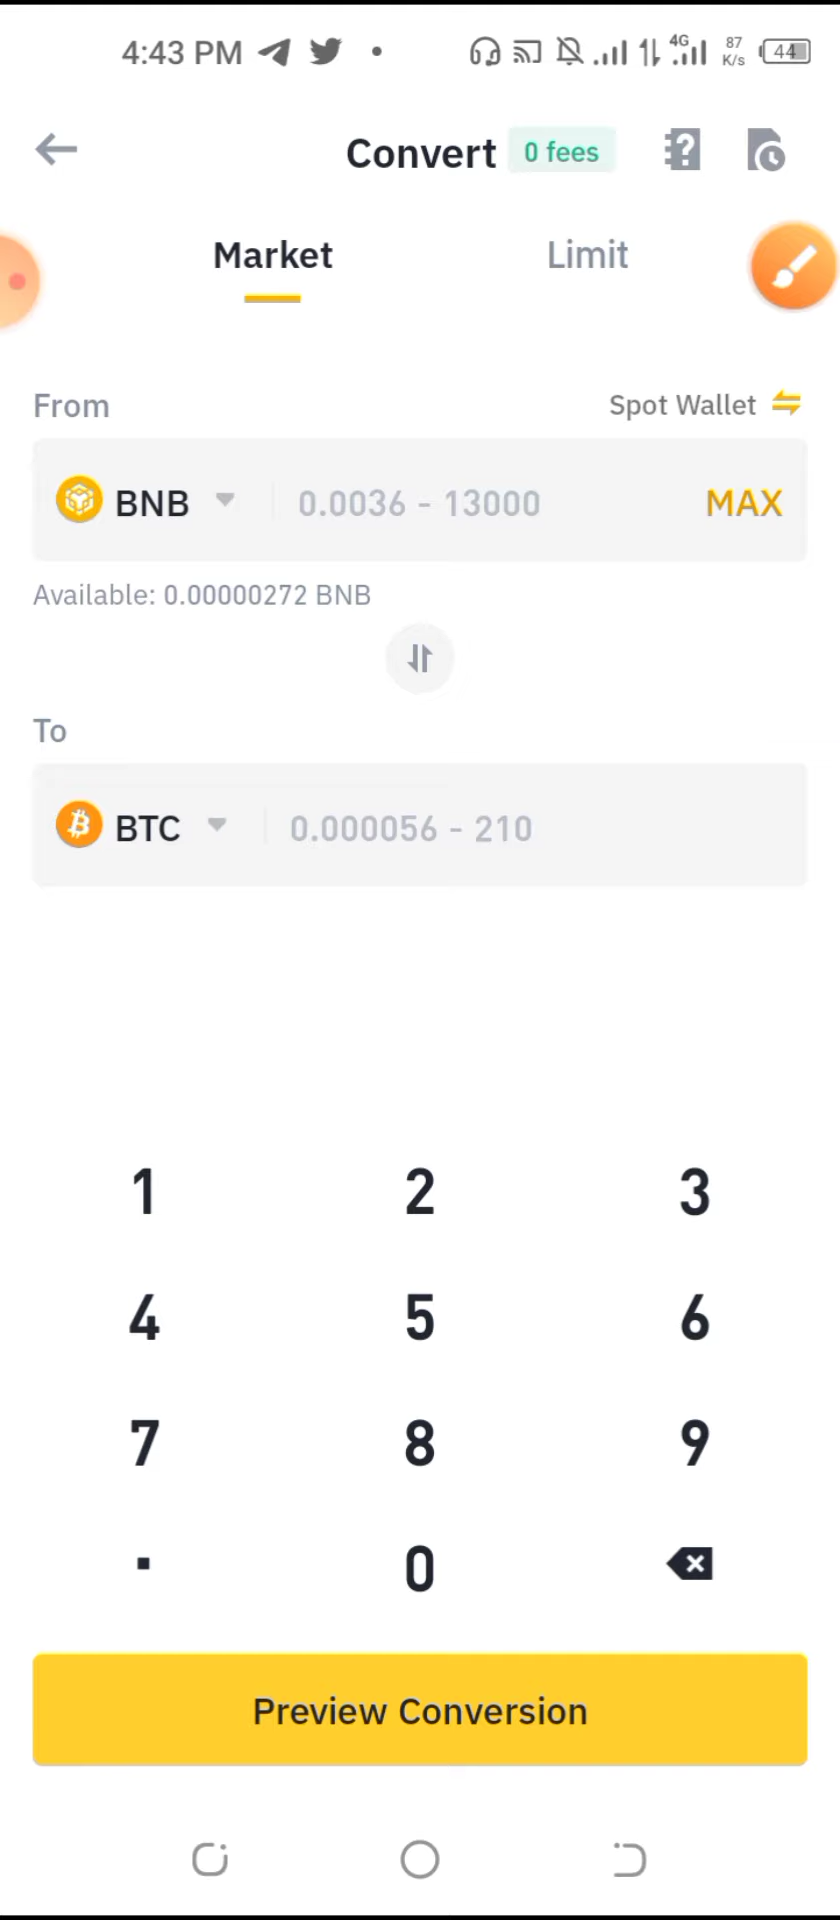 4:43 PM 4G 87 K/s 44
Convert 0 fees
Market Limit
From Spot Wallet
BNB 0.0036 - 13000 MAX
Available: 0.00000272 BNB
To
BTC 0.000056 - 210
1 2 3
4 5 6
7 8 9
. 0
Preview Conversion